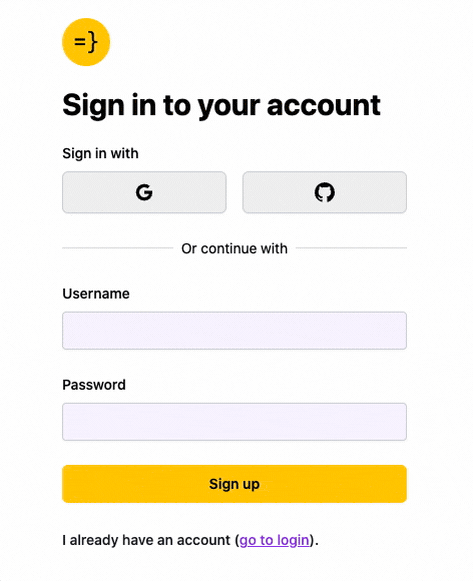 =}
Sign in to your account
Sign in with
G
Or continue with
Username
Password
Sign up
I already have an account (go to login).